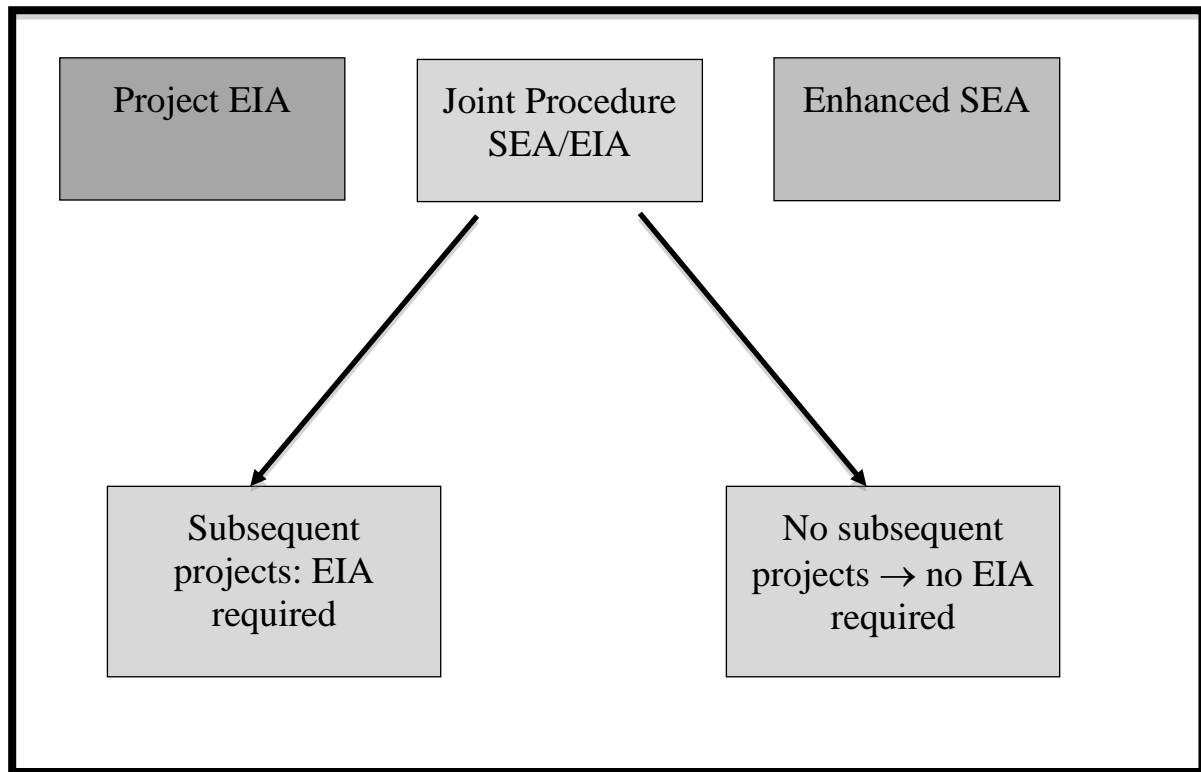 Project EIA
Joint Procedure
SEA/EIA
Enhanced SEA
Subsequent
projects: EIA
required
No subsequent
projects → no EIA
required